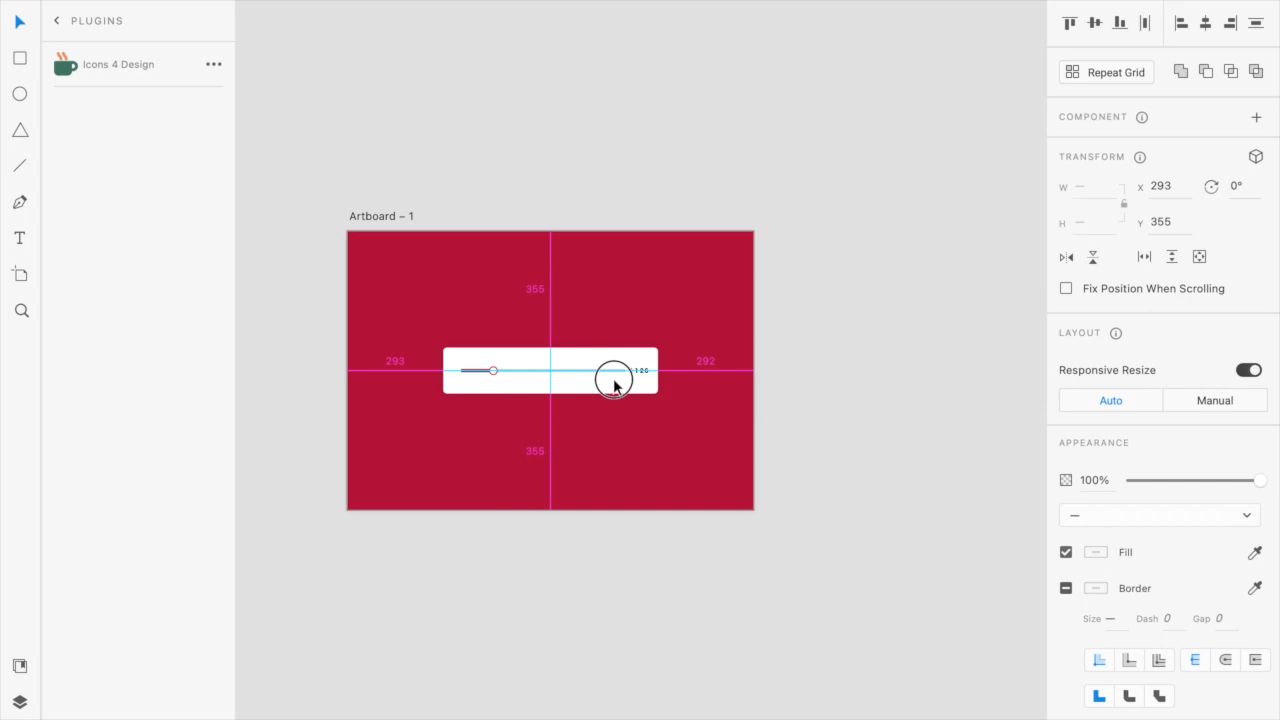 PLUGINS
Icons 4 Design
Artboard – 1
355
293
292
355
Repeat Grid
COMPONENT
TRANSFORM
W — X 293 0°
H — Y 355
Fix Position When Scrolling
LAYOUT
Responsive Resize
Auto Manual
APPEARANCE
100%
—
Fill
Border
Size — Dash 0 Gap 0